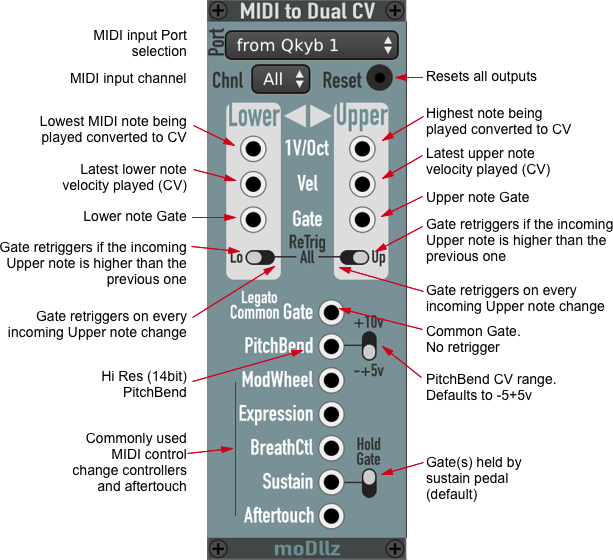 MIDI to Dual CV
MIDI input Port
selection
Port
from Qkyb 1
MIDI input channel
Chnl
All
Reset
Resets all outputs
Lower
Upper
Lowest MIDI note being
played converted to CV
1V/Oct
Highest note being
played converted to CV
Latest lower note
velocity played (CV)
Vel
Latest upper note
velocity played (CV)
Lower note Gate
Gate
Upper note Gate
Gate retriggers if the incoming
Upper note is higher than the
previous one
Lo
ReTrig
All
Up
Gate retriggers if the incoming
Upper note is higher than the
previous one
Gate retriggers on every
incoming Upper note change
Gate retriggers on every
incoming Upper note change
Legato
Common Gate
Common Gate.
No retrigger
+10v
Hi Res (14bit)
PitchBend
PitchBend
-+5v
PitchBend CV range.
Defaults to -5+5v
ModWheel
Expression
Commonly used
MIDI control
change controllers
and aftertouch
BreathCtl
Hold
Gate
Sustain
Gate(s) held by
sustain pedal
(default)
Aftertouch
moDllz